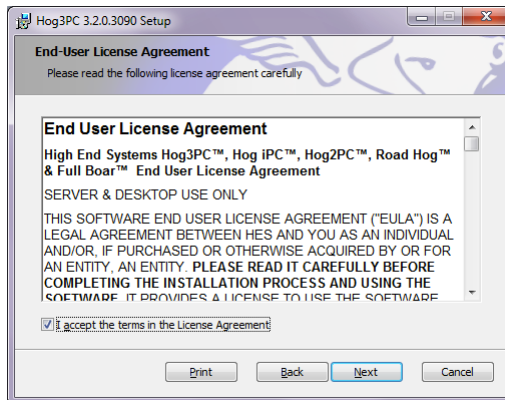 Hog3PC 3.2.0.3090 Setup
End-User License Agreement
Please read the following license agreement carefully
End User License Agreement
High End Systems Hog3PC™, Hog iPC™, Hog2PC™, Road Hog™
& Full Boar™ End User License Agreement
SERVER & DESKTOP USE ONLY
THIS SOFTWARE END USER LICENSE AGREEMENT ("EULA") IS A
LEGAL AGREEMENT BETWEEN HES AND YOU AS AN INDIVIDUAL
AND/OR, IF PURCHASED OR OTHERWISE ACQUIRED BY OR FOR
AN ENTITY, AN ENTITY. PLEASE READ IT CAREFULLY BEFORE
COMPLETING THE INSTALLATION PROCESS AND USING THE
SOFTWARE. IT PROVIDES A LICENSE TO USE THE SOFTWARE
I accept the terms in the License Agreement
Print Back Next Cancel